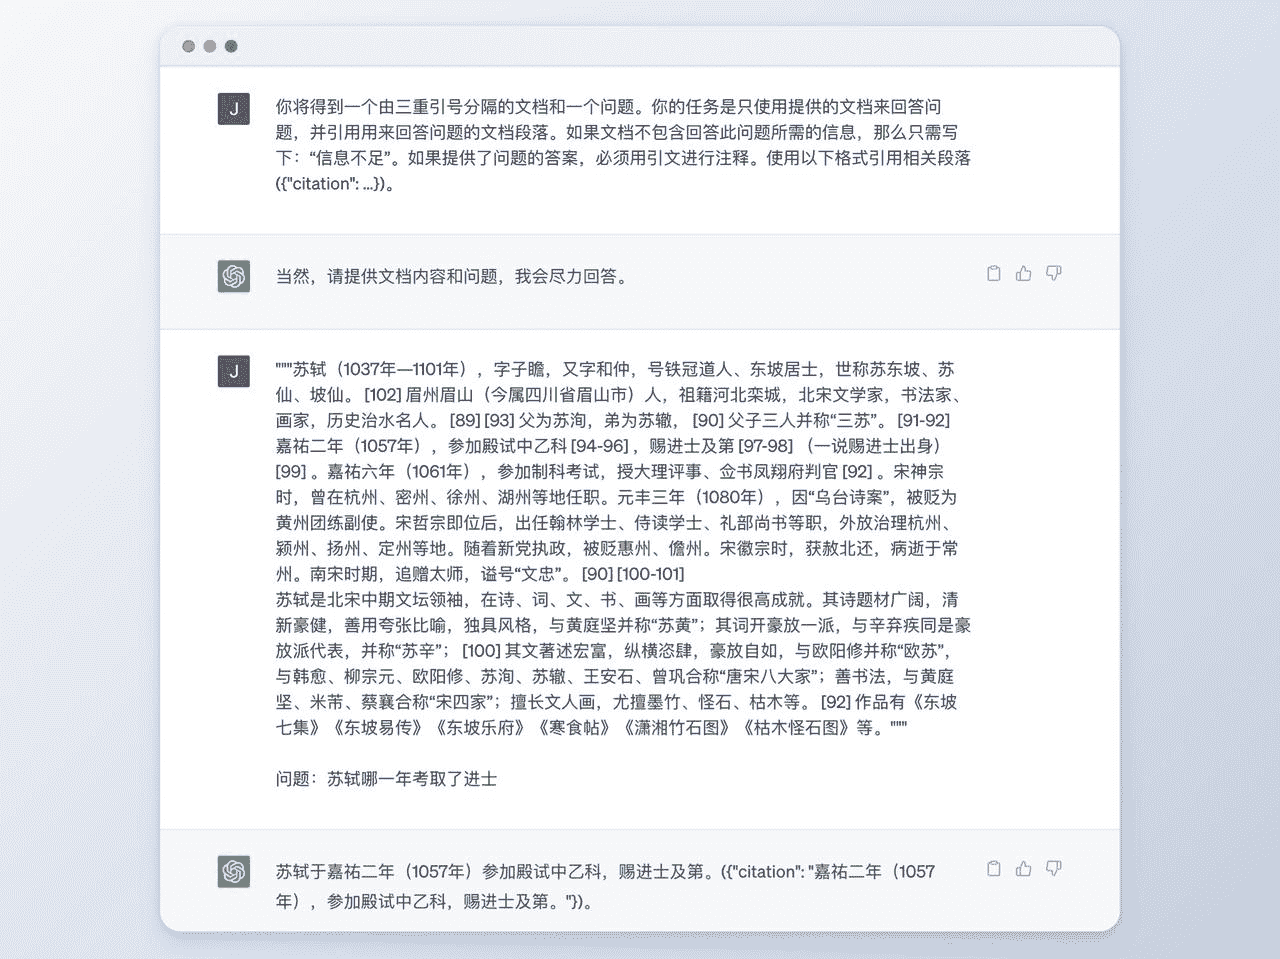 J
你将得到一个由三重引号分隔的文档和一个问题。你的任务是只使用提供的文档来回答问
题，并引用用来回答问题的文档段落。如果文档不包含回答此问题所需的信息，那么只需写
下：“信息不足”。如果提供了问题的答案，必须用引文进行注释。使用以下格式引用相关段落
({"citation": ...})。
当然，请提供文档内容和问题，我会尽力回答。
J
"""苏轼（1037年—1101年），字子瞻，又字和仲，号铁冠道人、东坡居士，世称苏东坡、苏
仙、坡仙。 [102] 眉州眉山（今属四川省眉山市）人，祖籍河北栾城，北宋文学家，书法家、
画家，历史治水名人。 [89] [93] 父为苏洵，弟为苏辙， [90] 父子三人并称“三苏”。 [91-92]
嘉祐二年（1057年），参加殿试中乙科 [94-96] ，赐进士及第 [97-98] （一说赐进士出身）
[99] 。嘉祐六年（1061年），参加制科考试，授大理评事、佥书凤翔府判官 [92] 。宋神宗
时，曾在杭州、密州、徐州、湖州等地任职。元丰三年（1080年），因“乌台诗案”，被贬为
黄州团练副使。宋哲宗即位后，出任翰林学士、侍读学士、礼部尚书等职，外放治理杭州、
颍州、扬州、定州等地。随着新党执政，被贬惠州、儋州。宋徽宗时，获赦北还，病逝于常
州。南宋时期，追赠太师，谥号“文忠”。 [90] [100-101]
苏轼是北宋中期文坛领袖，在诗、词、文、书、画等方面取得很高成就。其诗题材广阔，清
新豪健，善用夸张比喻，独具风格，与黄庭坚并称“苏黄”；其词开豪放一派，与辛弃疾同是豪
放派代表，并称“苏辛”； [100] 其文著述宏富，纵横恣肆，豪放自如，与欧阳修并称“欧苏”，
与韩愈、柳宗元、欧阳修、苏洵、苏辙、王安石、曾巩合称“唐宋八大家”；善书法，与黄庭
坚、米芾、蔡襄合称“宋四家”；擅长文人画，尤擅墨竹、怪石、枯木等。 [92] 作品有《东坡
七集》《东坡易传》《东坡乐府》《寒食帖》《潇湘竹石图》《枯木怪石图》等。"""
问题：苏轼哪一年考取了进士
苏轼于嘉祐二年（1057年）参加殿试中乙科，赐进士及第。({"citation": "嘉祐二年（1057
年），参加殿试中乙科，赐进士及第。"})。